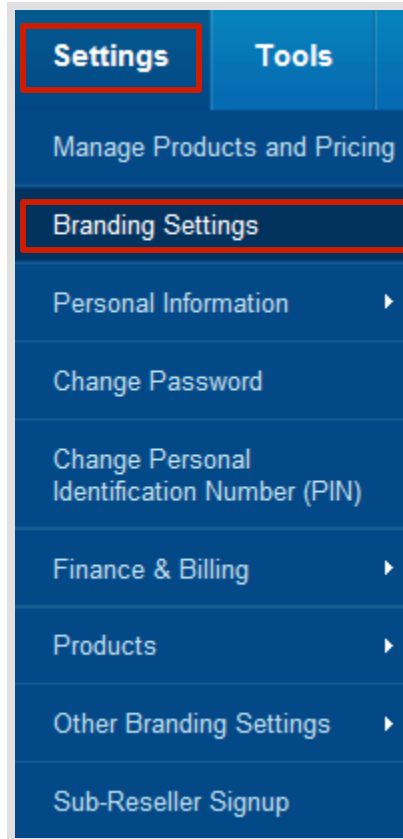 Settings Tools
Manage Products and Pricing
Branding Settings
Personal Information
Change Password
Change Personal
Identification Number (PIN)
Finance & Billing
Products
Other Branding Settings
Sub-Reseller Signup